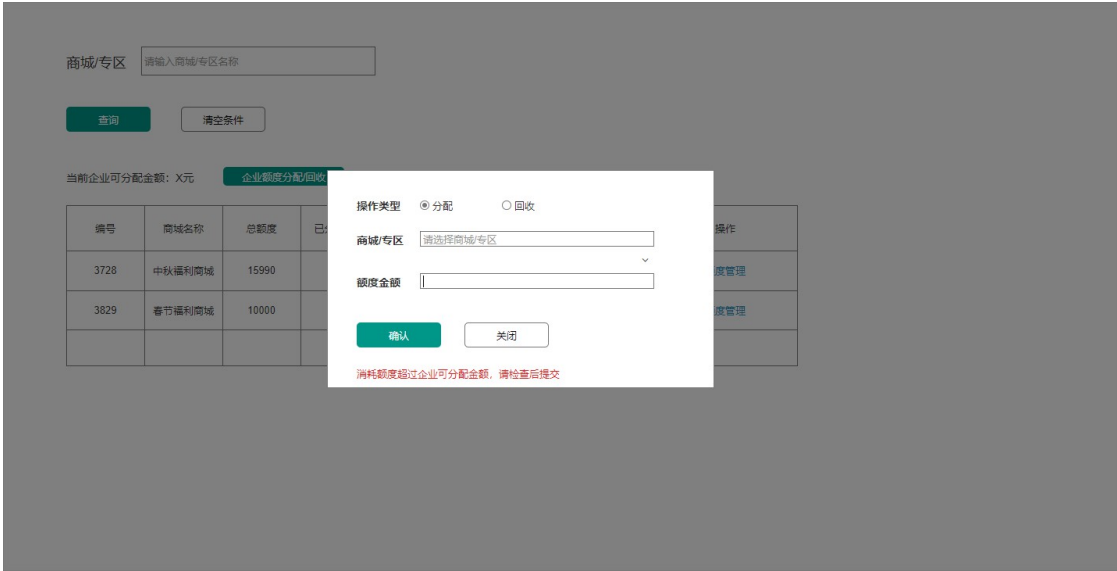 商城/专区 请输入商城/专区名称
查询 清空条件
当前企业可分配金额：X元 企业额度分配/回收
操作类型 分配 回收
编号 商城名称 总额度 操作
商城/专区 请选择商城/专区
3728 中秋福利商城 15990 度管理
额度金额
3829 春节福利商城 10000 度管理
确认 关闭
消耗额度超过企业可分配金额，请检查后提交